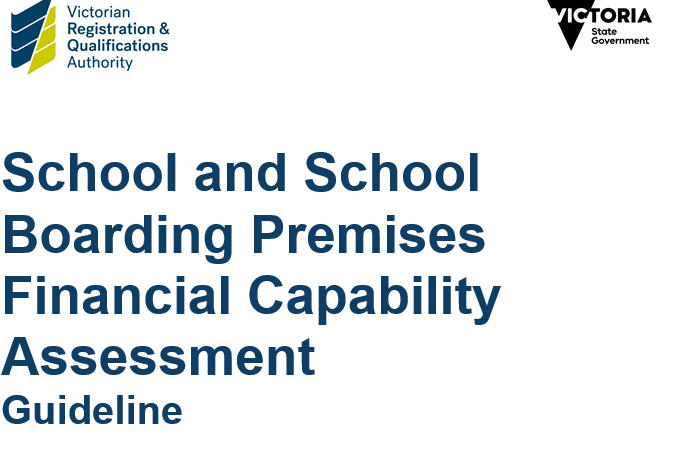 Victorian
Registration &
Qualifications
Authority
VICTORIA
State
Government
School and School
Boarding Premises
Financial Capability
Assessment
Guideline